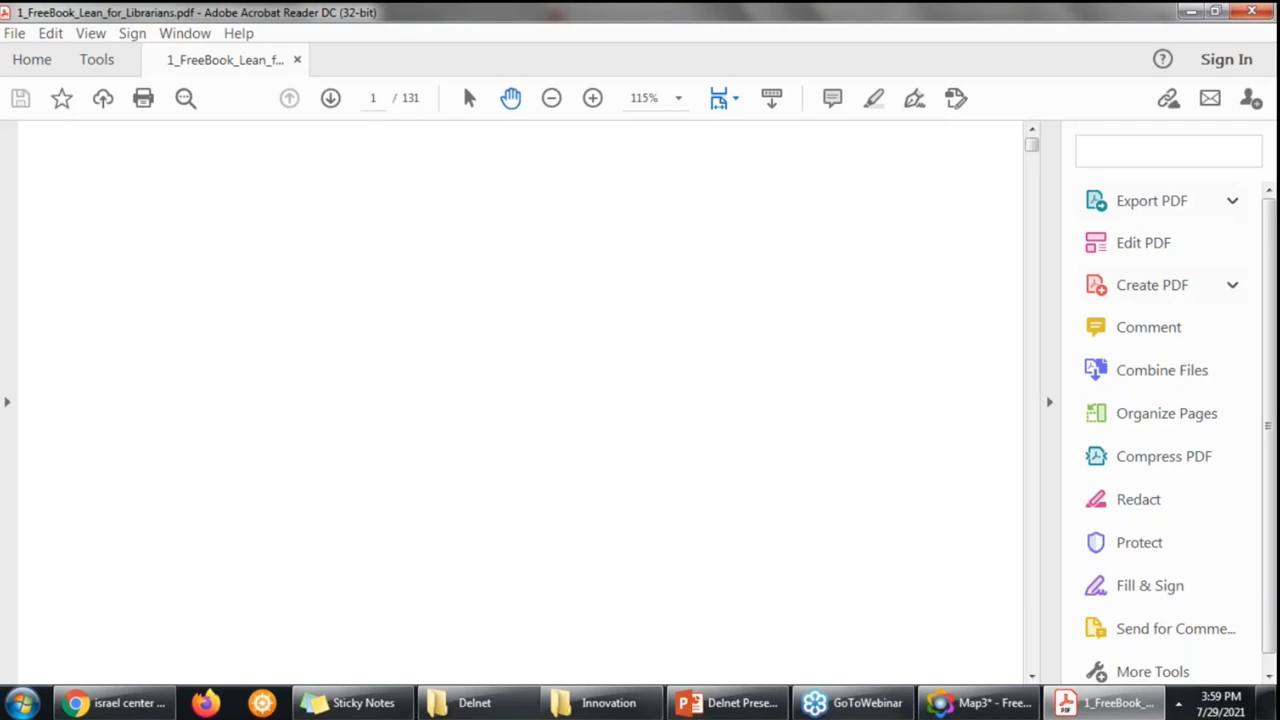 1_FreeBook_Lean_for_Librarians.pdf - Adobe Acrobat Reader DC (32-bit)
File Edit View Sign Window Help
Home Tools 1_FreeBook_Lean_f... ×
? Sign In
1 / 131 115%
Export PDF
Edit PDF
Create PDF
Comment
Combine Files
Organize Pages
Compress PDF
Redact
Protect
Fill & Sign
Send for Comme...
More Tools
israel center ... Sticky Notes Delnet Innovation Delnet Prese... GoToWebinar Map3* - Free... 1_FreeBook_...
3:59 PM
7/29/2021